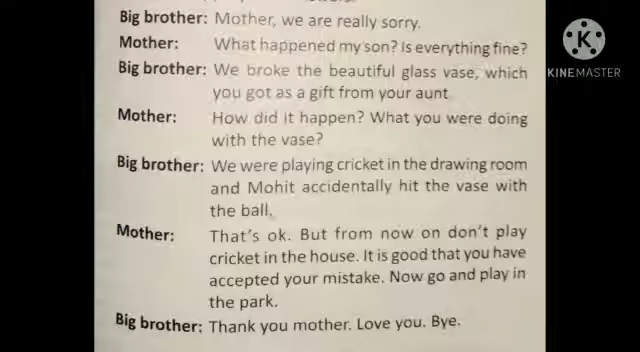 Big brother: Mother, we are really sorry.
Mother: What happened my son? Is everything fine?
Big brother: We broke the beautiful glass vase, which
you got as a gift from your aunt
Mother: How did it happen? What you were doing
with the vase?
Big brother: We were playing cricket in the drawing room
and Mohit accidentally hit the vase with
the ball.
Mother: That's ok. But from now on don't play
cricket in the house. It is good that you have
accepted your mistake. Now go and play in
the park.
Big brother: Thank you mother. Love you. Bye.
KINEMASTER